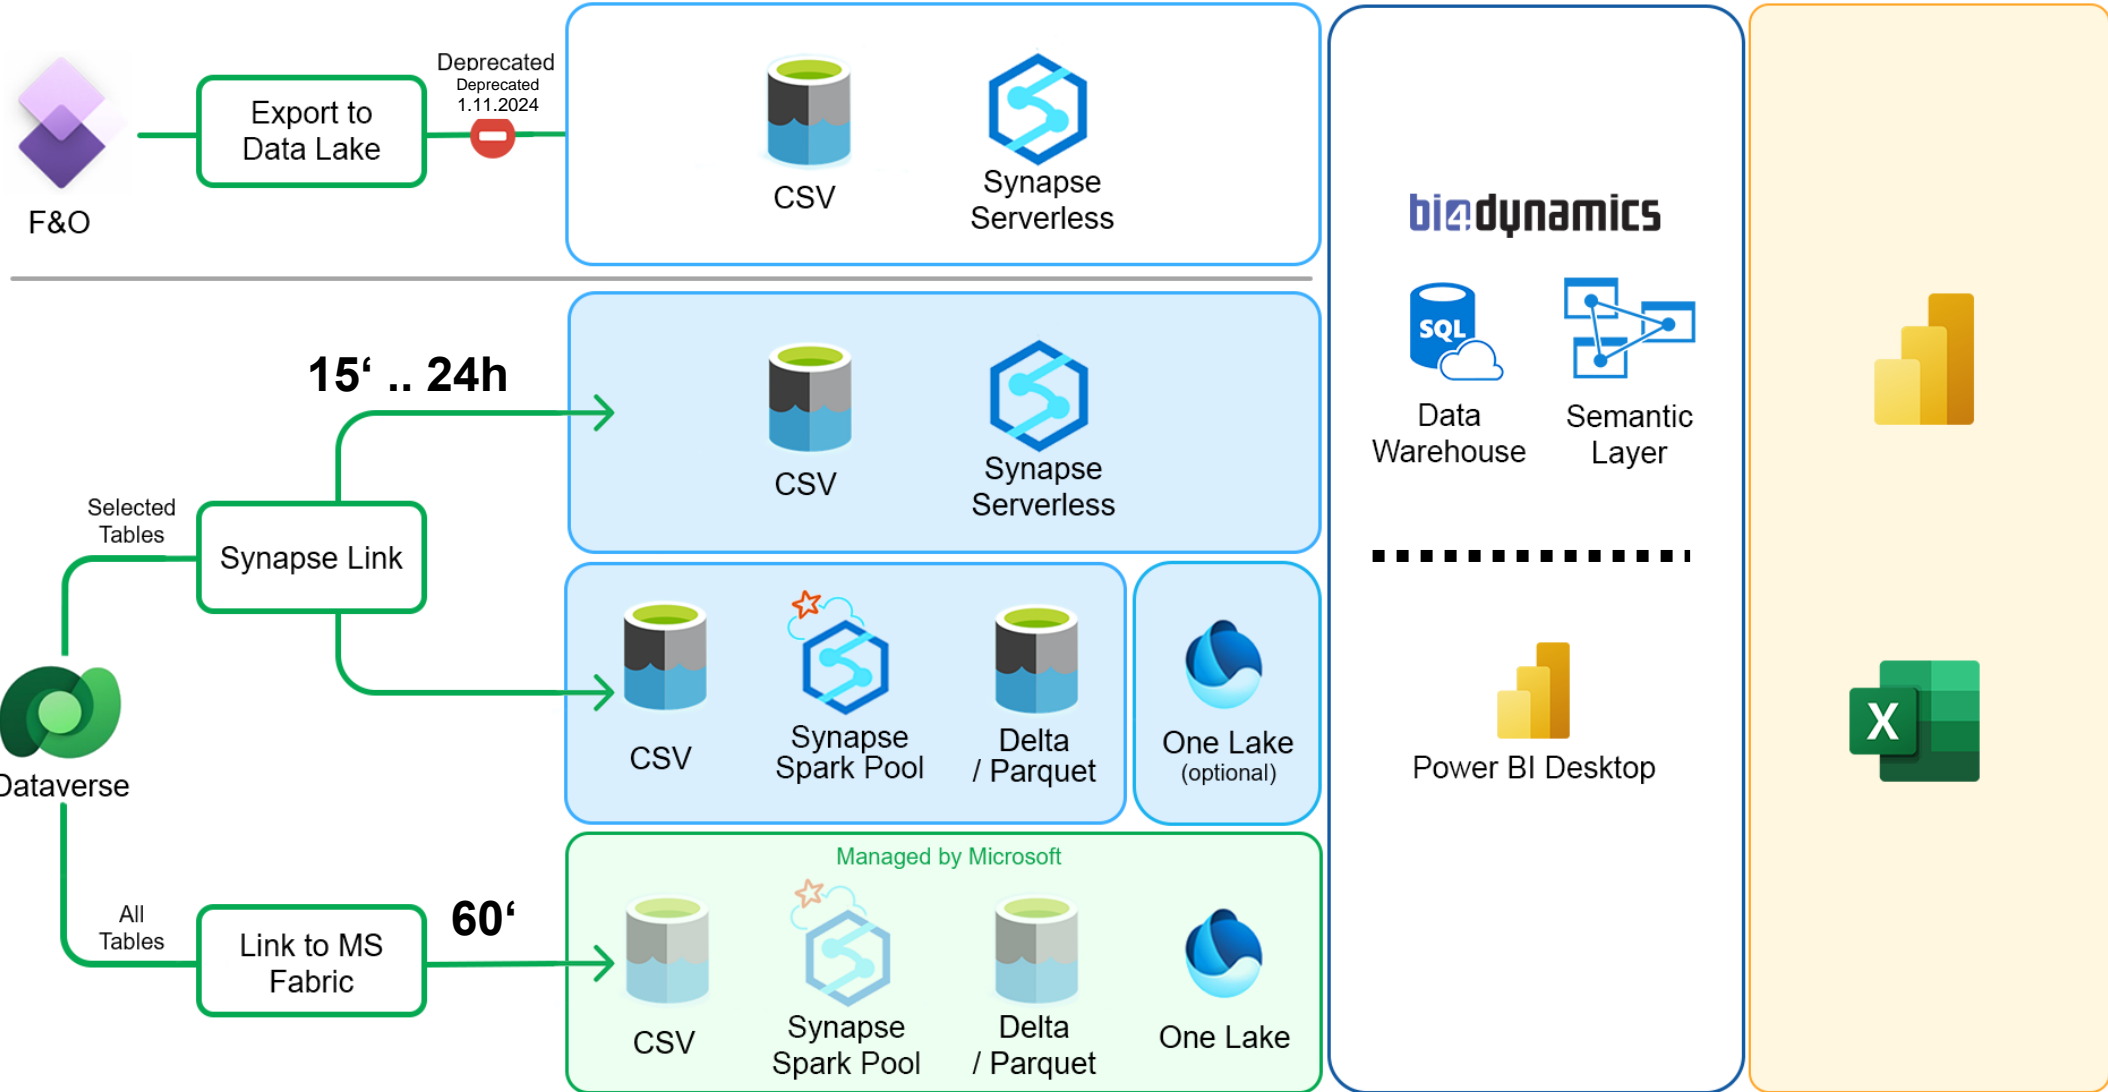 F&O
Export to
Data Lake
Deprecated
Deprecated
1.11.2024
CSV
Synapse
Serverless
15‘ .. 24h
CSV
Synapse
Serverless
Selected
Tables
Synapse Link
CSV
Synapse
Spark Pool
Delta
/ Parquet
One Lake
(optional)
Dataverse
All
Tables
Link to MS
Fabric
60‘
Managed by Microsoft
CSV
Synapse
Spark Pool
Delta
/ Parquet
One Lake
bi4dynamics
SQL
Data
Warehouse
Semantic
Layer
Power BI Desktop
X